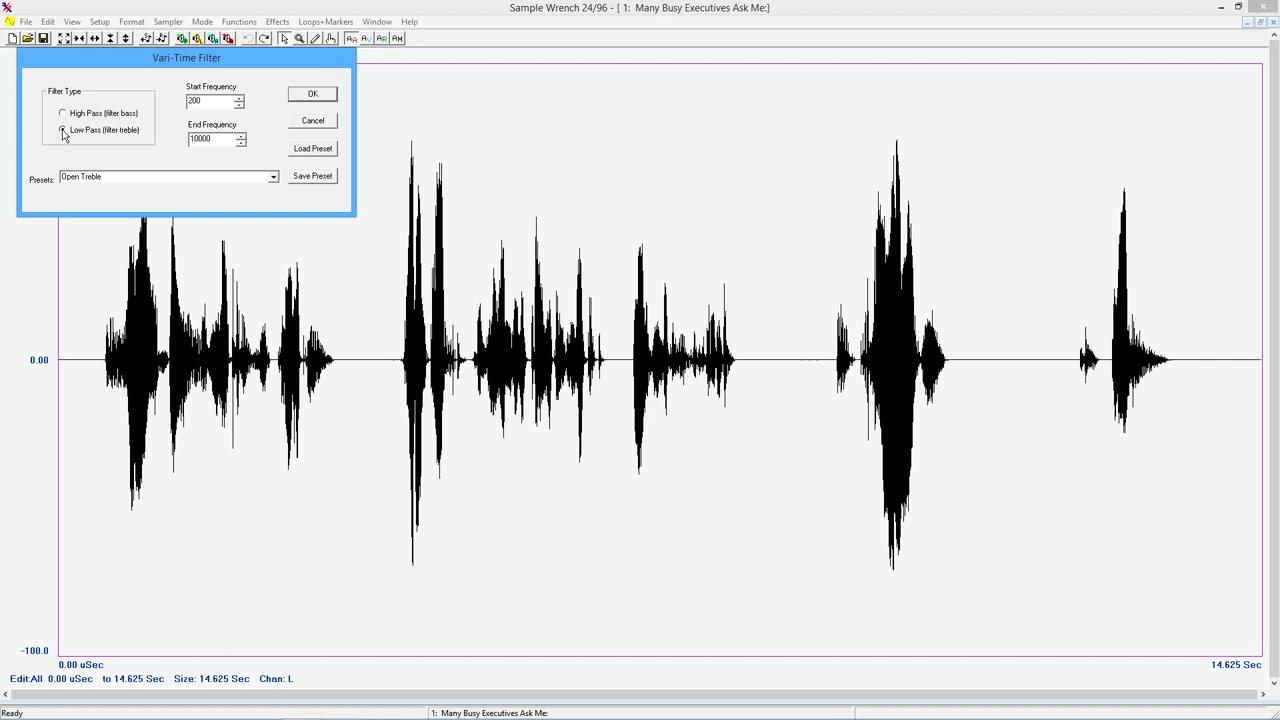 Sample Wrench 24/96 - [ 1: Many Busy Executives Ask Me:]
File Edit View Setup Format Sampler Mode Functions Effects Loops+Markers Window Help
Vari-Time Filter
Filter Type
High Pass (filter bass)
Low Pass (filter treble)
Start Frequency
200
End Frequency
10000
OK
Cancel
Load Preset
Save Preset
Presets: Open Treble
0.00
-100.0
0.00 uSec 14.625 Sec
Edit:All 0.00 uSec to 14.625 Sec Size: 14.625 Sec Chan: L
Ready 1: Many Busy Executives Ask Me: